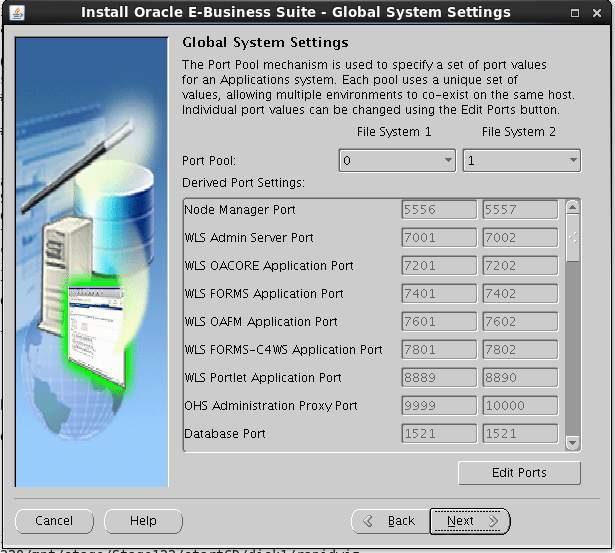 Install Oracle E-Business Suite - Global System Settings
Global System Settings
The Port Pool mechanism is used to specify a set of port values
for an Applications system. Each pool uses a unique set of
values, allowing multiple environments to co-exist on the same host.
Individual port values can be changed using the Edit Ports button.
File System 1 File System 2
Port Pool: 0 1
Derived Port Settings:
Node Manager Port 5556 5557
WLS Admin Server Port 7001 7002
WLS OACORE Application Port 7201 7202
WLS FORMS Application Port 7401 7402
WLS OAFM Application Port 7601 7602
WLS FORMS-C4WS Application Port 7801 7802
WLS Portlet Application Port 8889 8890
OHS Administration Proxy Port 9999 10000
Database Port 1521 1521
Edit Ports
Cancel Help Back Next